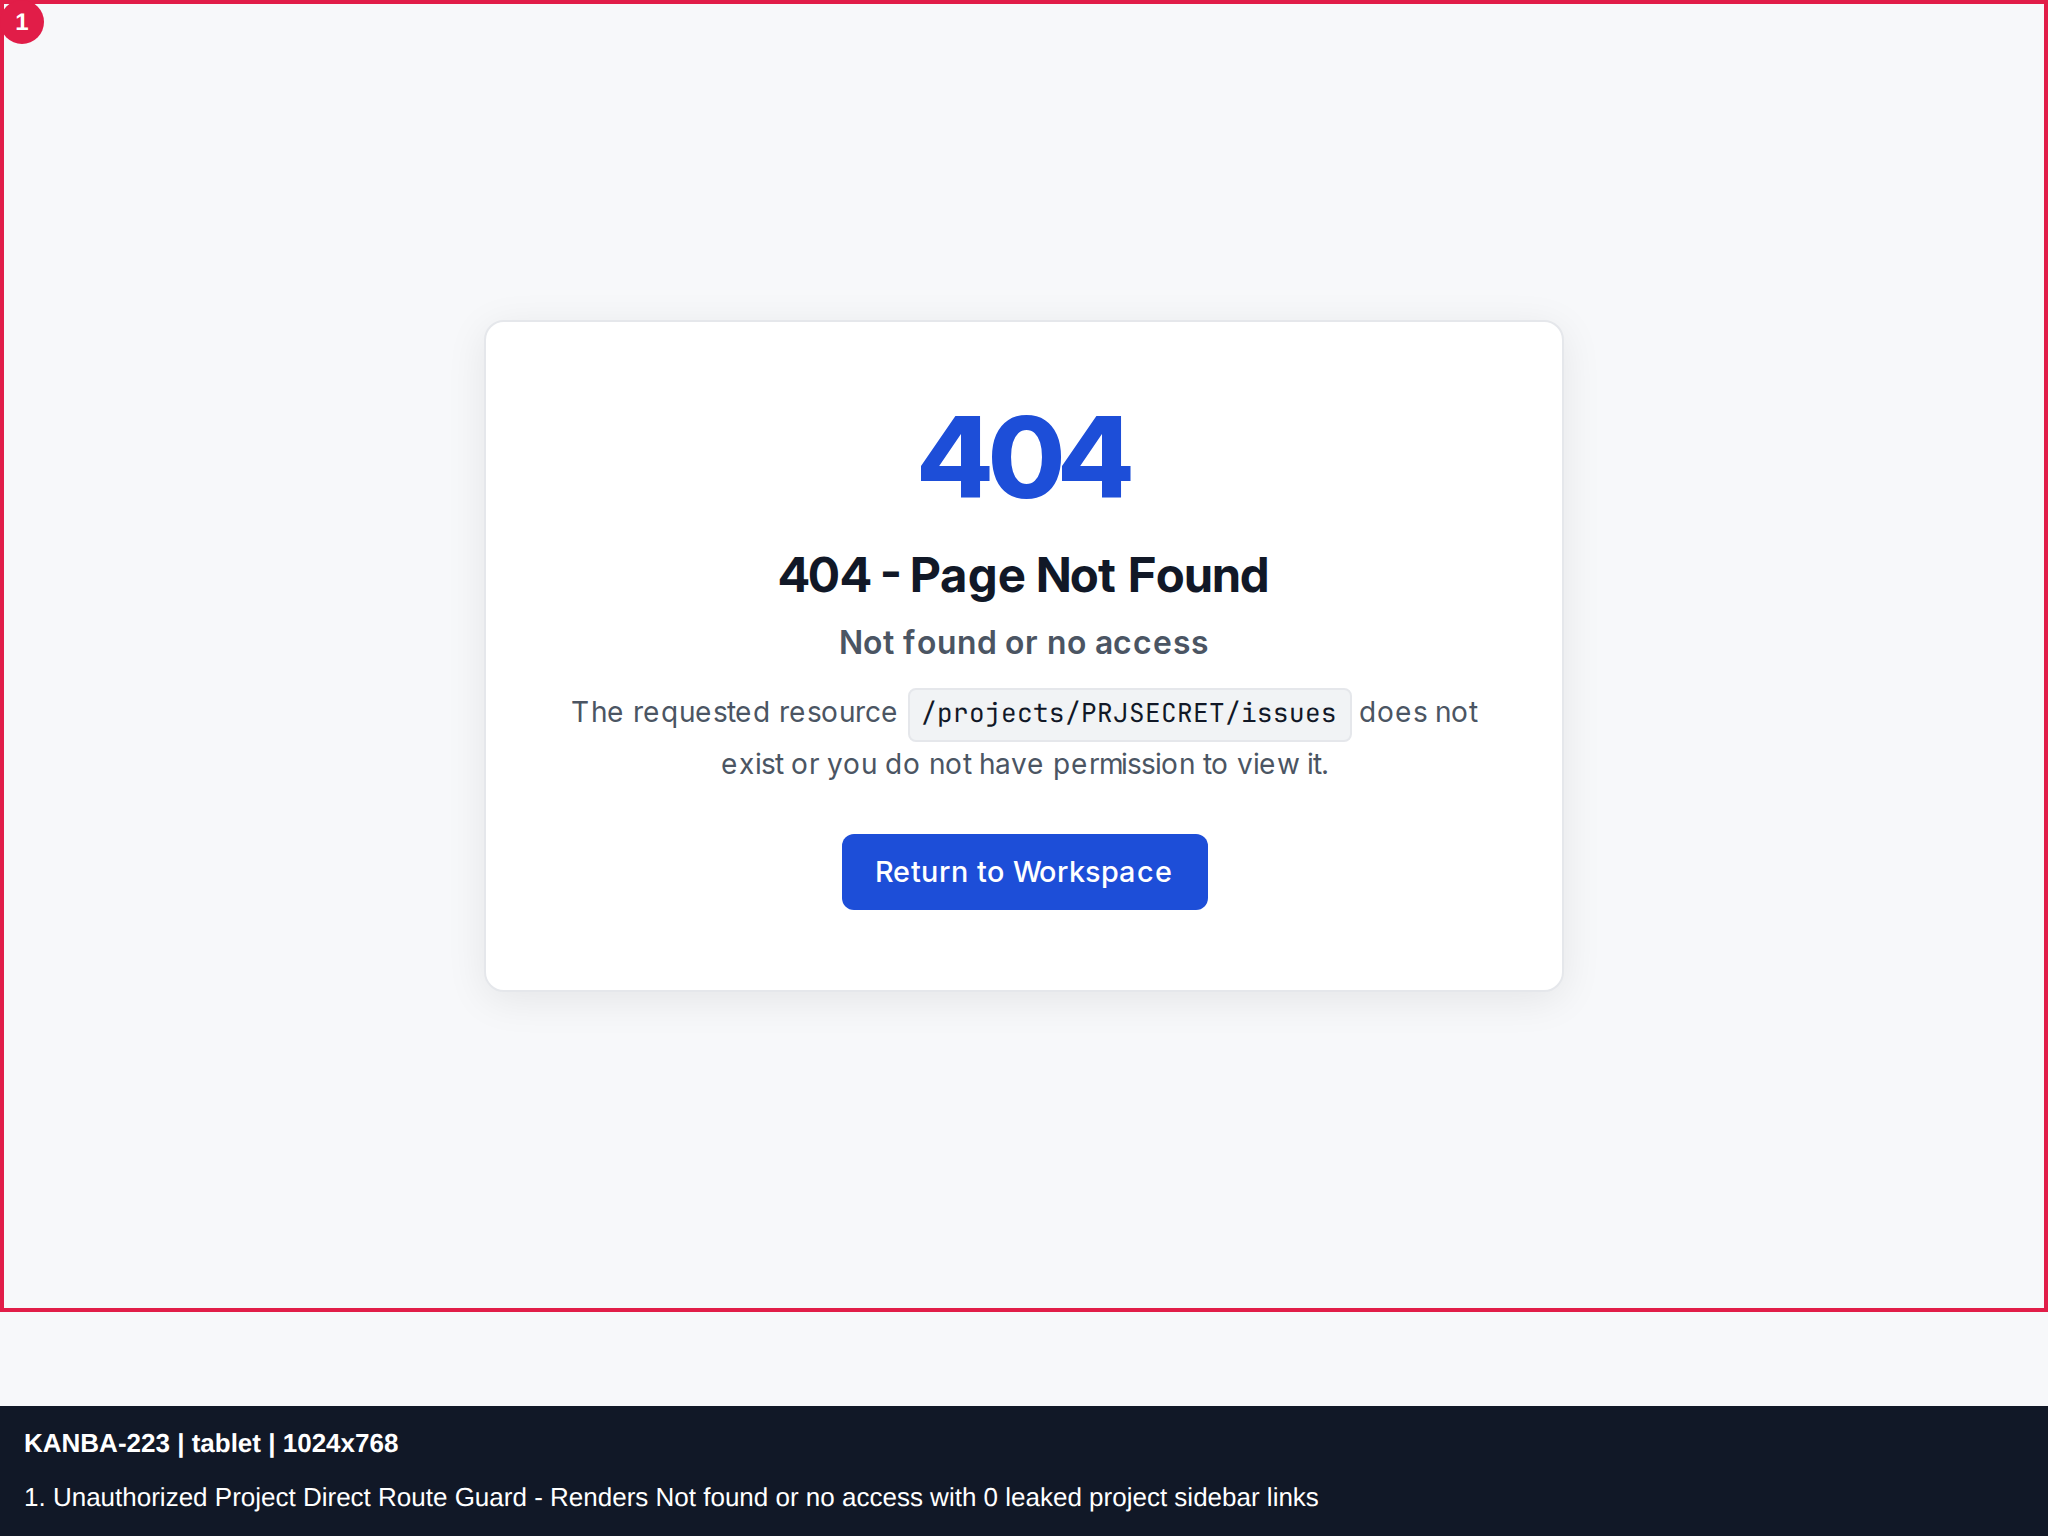 1
404
404 - Page Not Found
Not found or no access
The requested resource /projects/PRJSECRET/issues does not
exist or you do not have permission to view it.
Return to Workspace
KANBA-223 | tablet | 1024x768
1. Unauthorized Project Direct Route Guard - Renders Not found or no access with 0 leaked project sidebar links